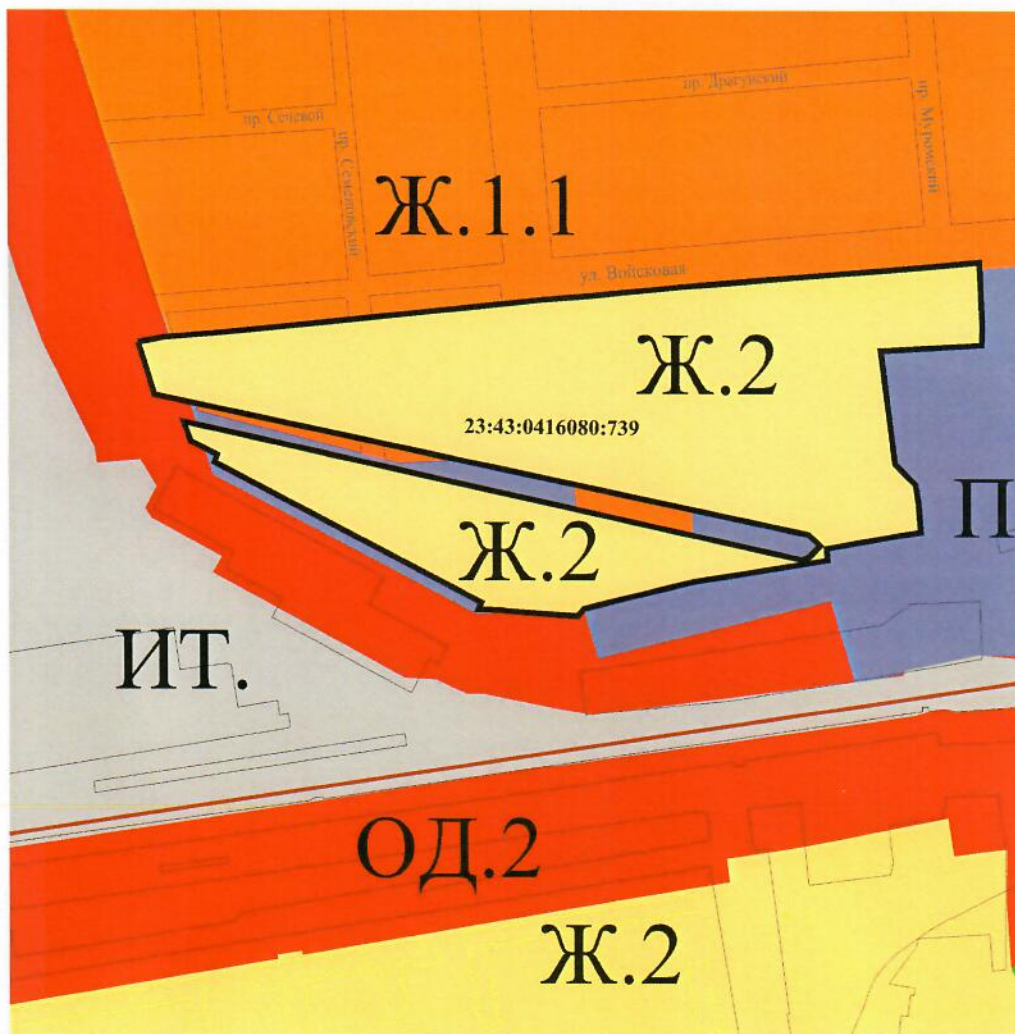 пр. Драгунский
пр. Сечевой
пр. Муромский
пр. Семеновский
Ж.1.1
ул. Войсковая
Ж.2
23:43:0416080:739
П
Ж.2
ИТ.
ОД.2
Ж.2